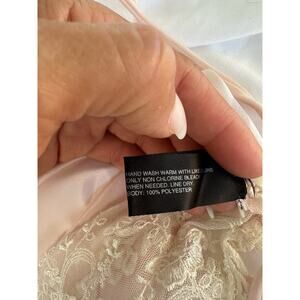 HAND WASH WARM WITH LIKE COLORS.
ONLY NON CHLORINE BLEACH
WHEN NEEDED. LINE DRY.
BODY: 100% POLYESTER